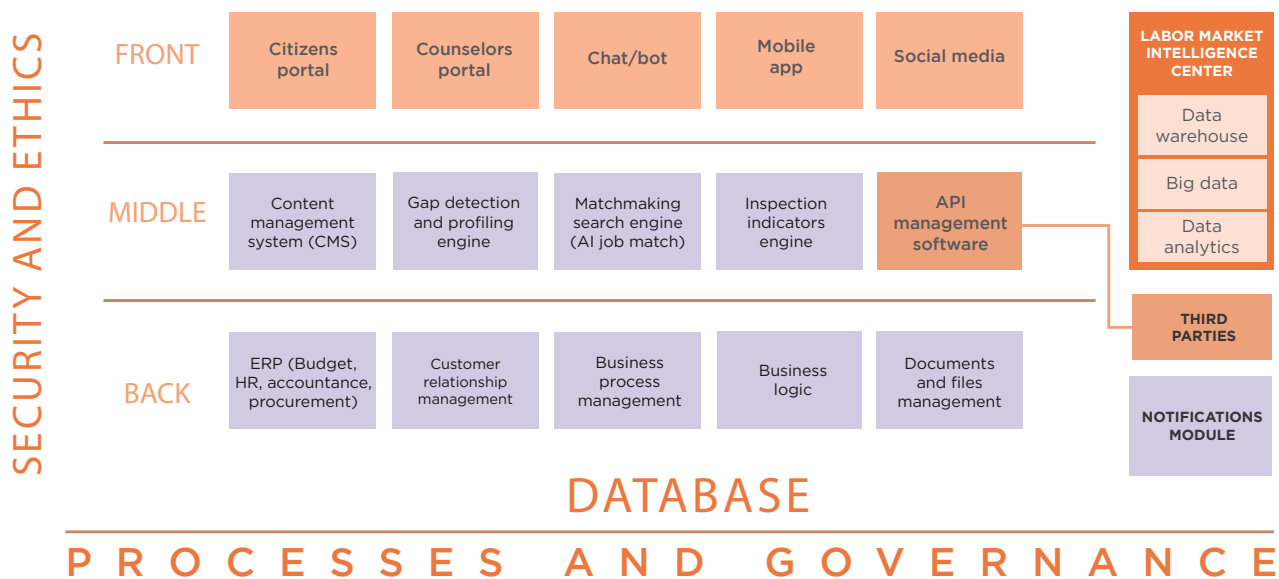 SECURITY AND ETHICS
FRONT
Citizens
portal
Counselors
portal
Chat/bot
Mobile
app
Social media
MIDDLE
Content
management
system (CMS)
Gap detection
and profiling
engine
Matchmaking
search engine
(AI job match)
Inspection
indicators
engine
API
management
software
BACK
ERP (Budget,
HR, accountance,
procurement)
Customer
relationship
management
Business
process
management
Business
logic
Documents
and files
management
LABOR MARKET
INTELLIGENCE
CENTER
Data
warehouse
Big data
Data
analytics
THIRD
PARTIES
NOTIFICATIONS
MODULE
DATABASE
PROCESSES AND GOVERNANCE